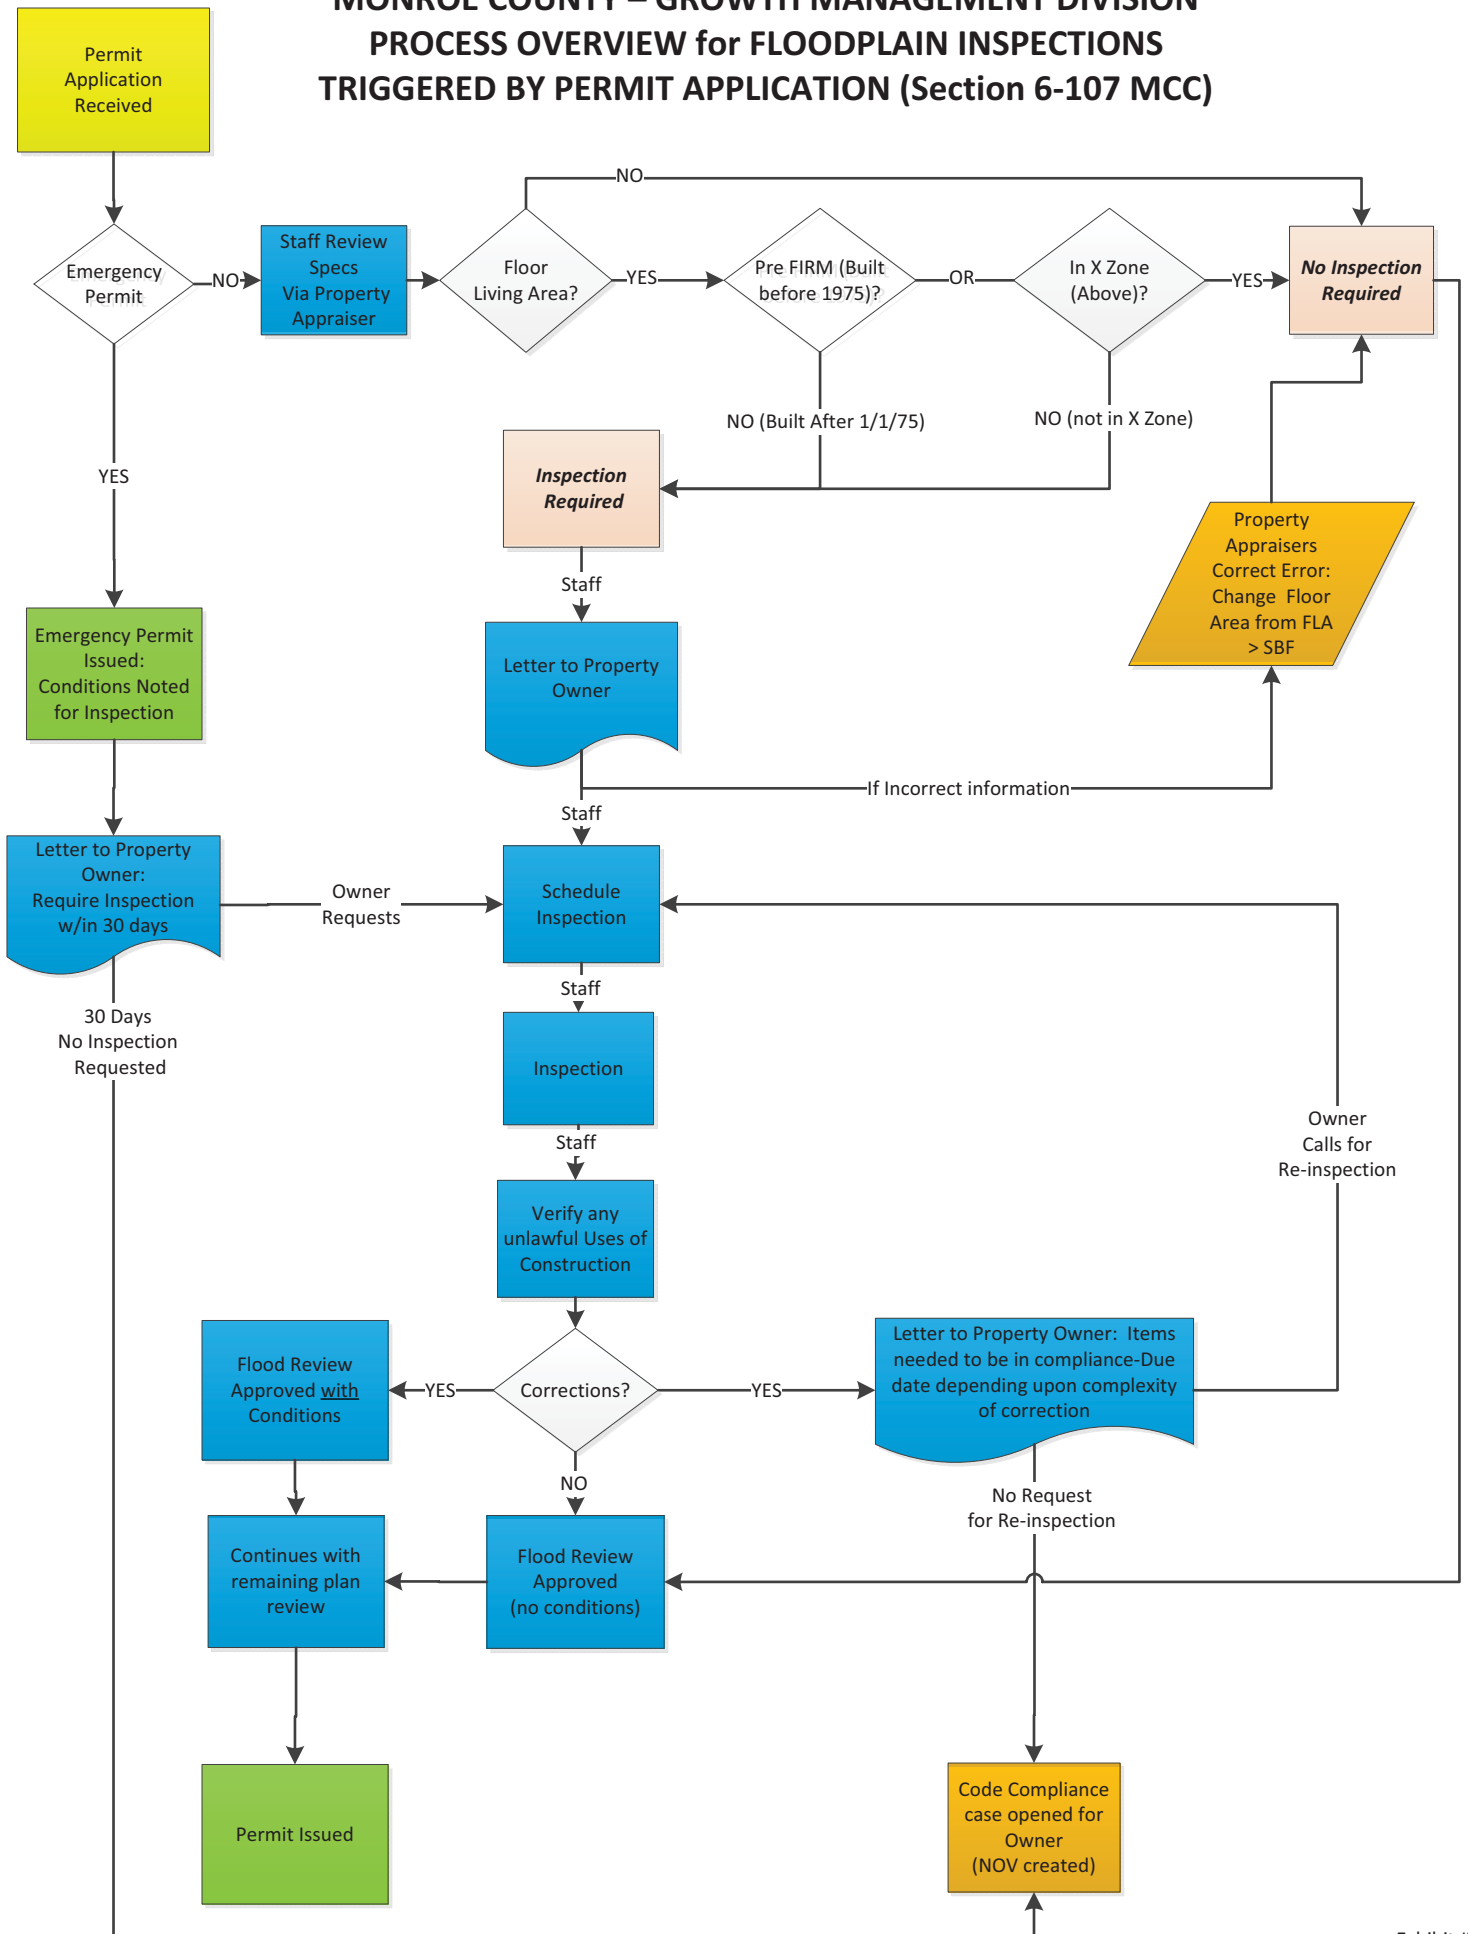 MONROE COUNTY – GROWTH MANAGEMENT DIVISION
PROCESS OVERVIEW for FLOODPLAIN INSPECTIONS
TRIGGERED BY PERMIT APPLICATION (Section 6-107 MCC)
Permit
Application
Received
Emergency
Permit
NO
Staff Review
Specs
Via Property
Appraiser
Floor
Living Area?
NO
YES
Pre FIRM (Built
before 1975)?
OR
In X Zone
(Above)?
YES
No Inspection
Required
NO (Built After 1/1/75)
NO (not in X Zone)
YES
Inspection
Required
Staff
Property
Appraisers
Correct Error:
Change Floor
Area from FLA
> SBF
Emergency Permit
Issued:
Conditions Noted
for Inspection
Letter to Property
Owner
If Incorrect information
Staff
Letter to Property
Owner:
Require Inspection
w/in 30 days
Owner
Requests
Schedule
Inspection
Staff
30 Days
No Inspection
Requested
Inspection
Staff
Owner
Calls for
Re-inspection
Verify any
unlawful Uses of
Construction
Flood Review
Approved with
Conditions
YES
Corrections?
YES
Letter to Property Owner: Items
needed to be in compliance-Due
date depending upon complexity
of correction
NO
No Request
for Re-inspection
Continues with
remaining plan
review
Flood Review
Approved
(no conditions)
Permit Issued
Code Compliance
case opened for
Owner
(NOV created)